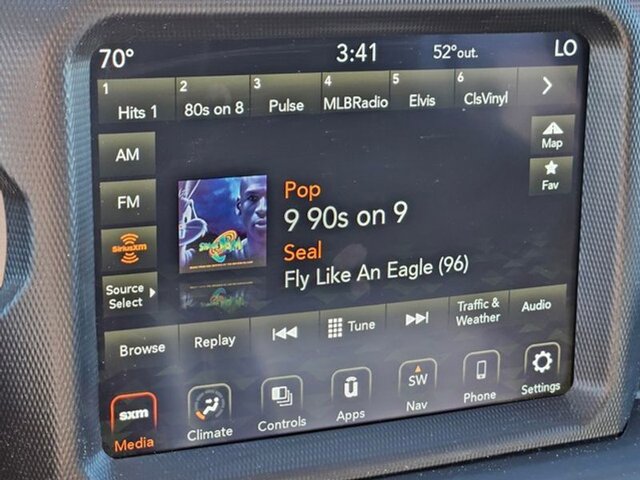 70° 3:41 52°out. LO
1 Hits 1 2 80s on 8 3 Pulse 4 MLBRadio 5 Elvis 6 ClsVinyl
AM
Map
FM
Fav
SiriusXM
Pop
9 90s on 9
Seal
Fly Like An Eagle (96)
Source
Select
Browse Replay Tune Traffic & Weather Audio
sxm
SW
Media Climate Controls Apps Nav Phone Settings